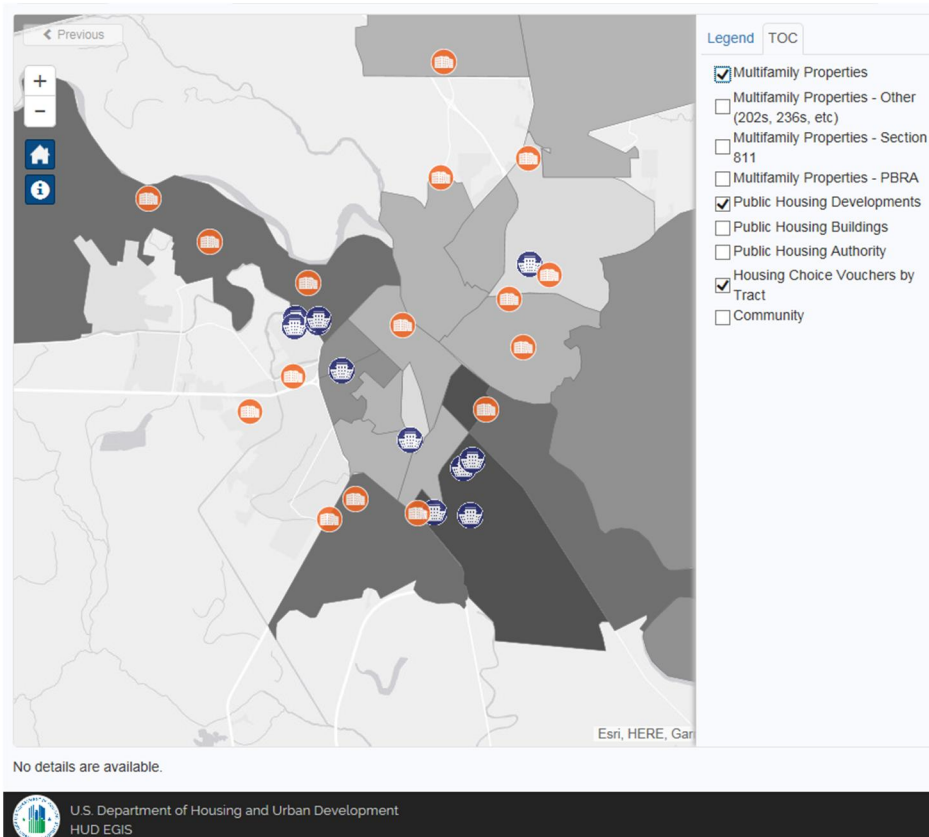 Previous
+
−
Legend TOC
Multifamily Properties
Multifamily Properties - Other
(202s, 236s, etc)
Multifamily Properties - Section
811
Multifamily Properties - PBRA
Public Housing Developments
Public Housing Buildings
Public Housing Authority
Housing Choice Vouchers by
Tract
Community
Esri, HERE, Gar
No details are available.
U.S. Department of Housing and Urban Development
HUD EGIS